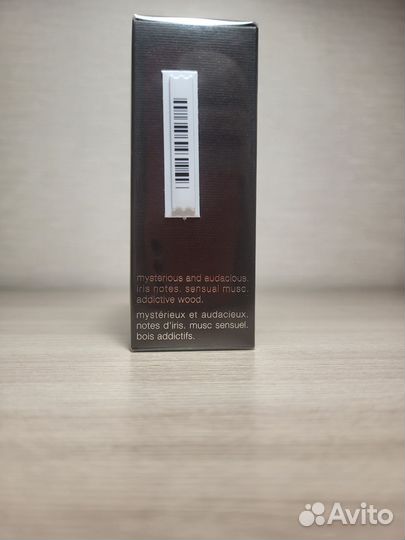 mysterious and audacious.
iris notes. sensual musc.
addictive wood.
mystérieux et audacieux.
notes d'iris. musc sensuel.
bois addictifs.
Avito